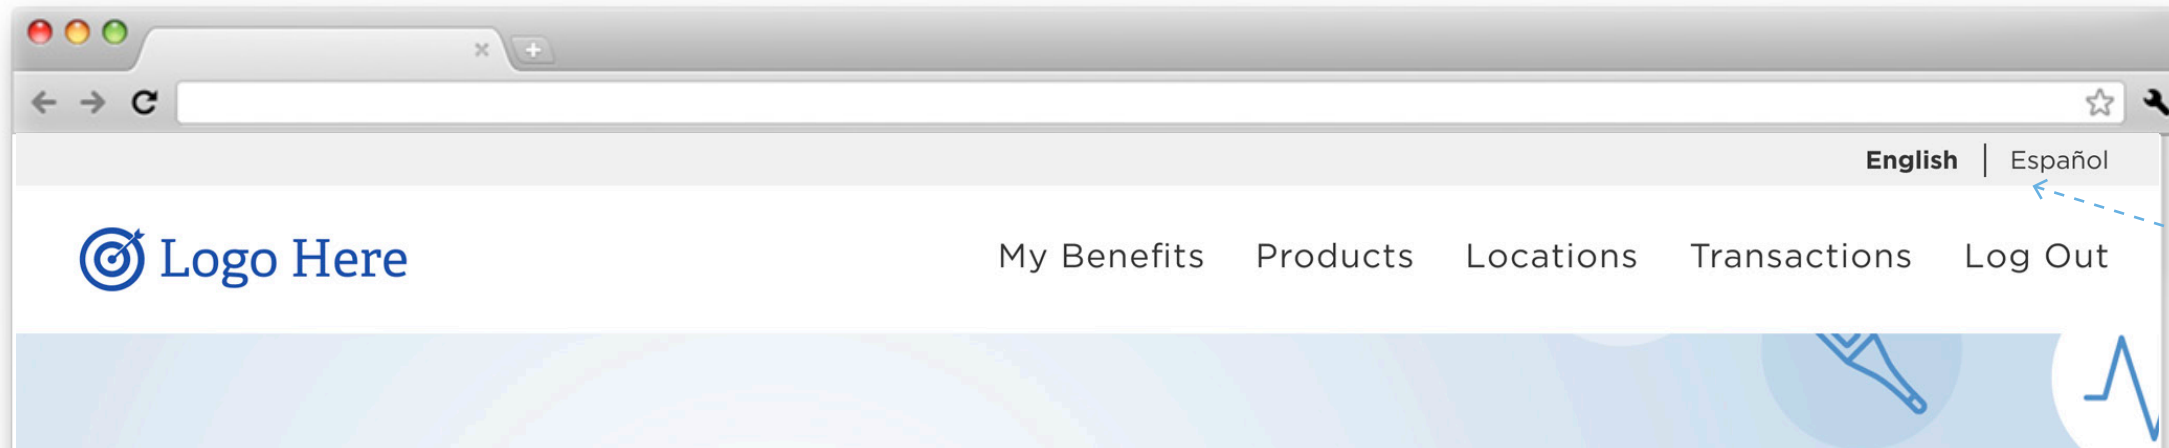 English | Español
Logo Here
My Benefits Products Locations Transactions Log Out